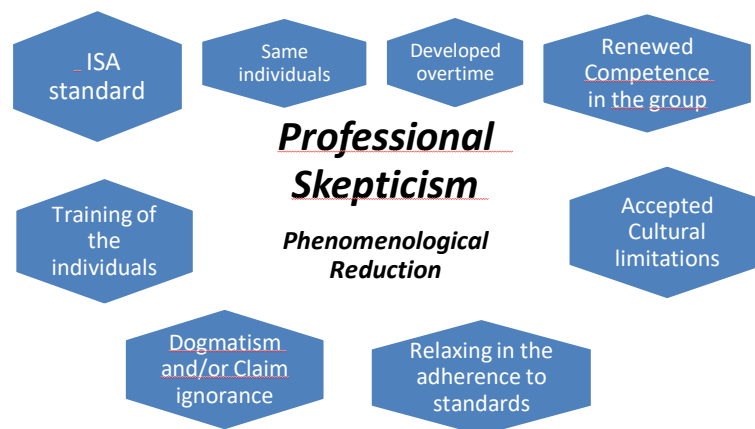 ISA
standard
Same
individuals
Developed
overtime
Renewed
Competence
in the group
Professional
Skepticism
Phenomenological
Reduction
Training of
the
individuals
Accepted
Cultural
limitations
Dogmatism
and/or Claim
ignorance
Relaxing in the
adherence to
standards